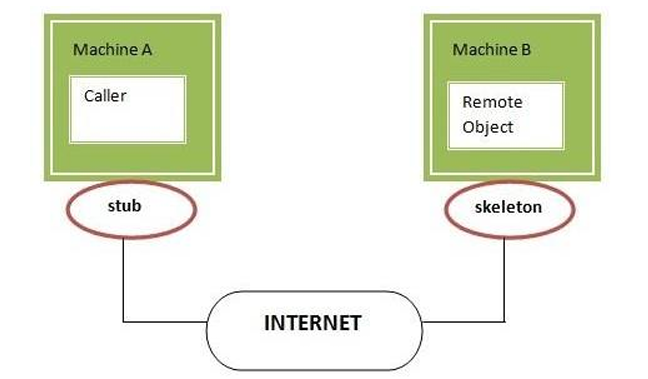 Machine A
Caller
Machine B
Remote
Object
stub
skeleton
INTERNET